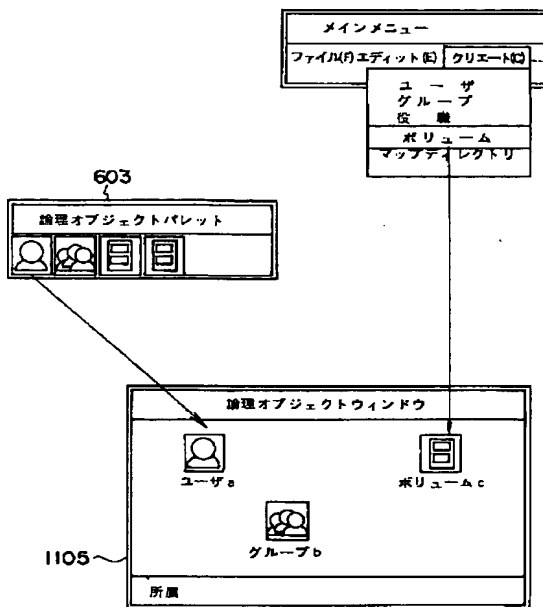 メインメニュー
ファイル(F) エディット(E) クリエート(C)
ユーザ
グループ
役職
ボリューム
マップディレクトリ
603
論理オブジェクトパレット
論理オブジェクトウィンドウ
ユーザa
ボリュームc
グループb
1105
所属